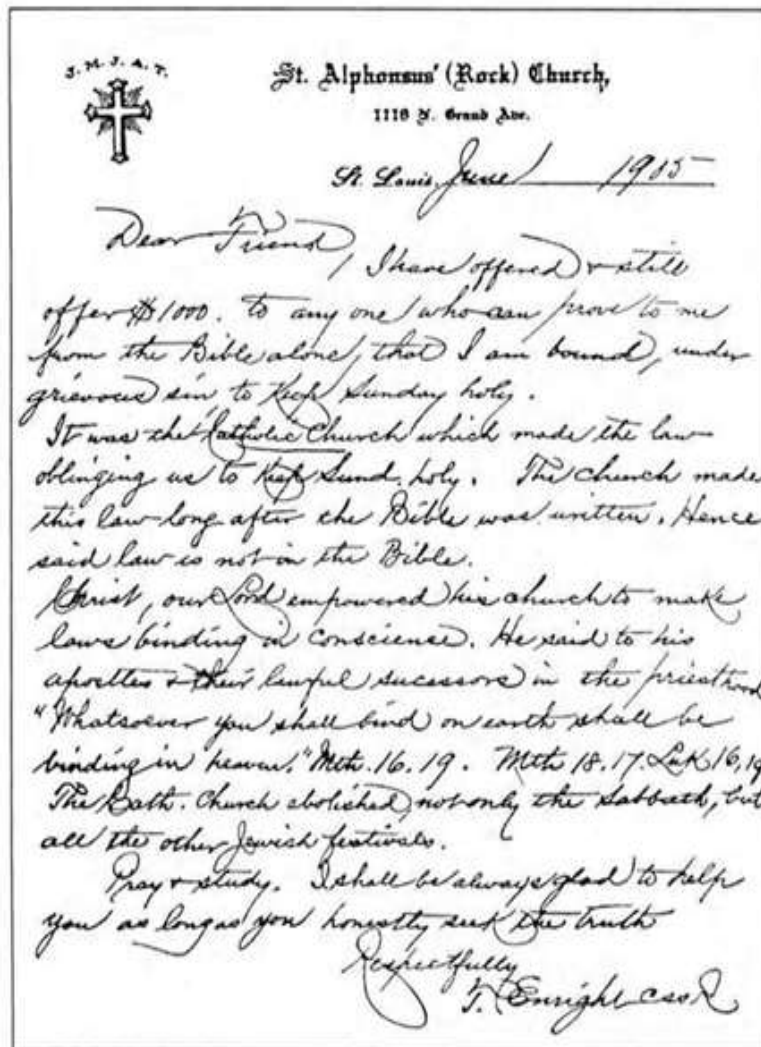 J. M. J. A. T.
St. Alphonsus' (Rock) Church,
1118 N. Grand Ave.
St. Louis, June 1905
Dear Friend,
I have offered & still
offer $1000. to any one who can prove to me
from the Bible alone, that I am bound, under
grievous sin, to keep Sunday holy.
It was the Catholic Church which made the law
oblinging us to keep Sund. holy. The church made
this law long after the Bible was written. Hence
said law is not in the Bible.
Christ, our Lord empowered his church to make
laws binding in consciense. He said to his
apostles & their lawful sucessors in the priesthood
"Whatsoever you shall bind on earth shall be
binding in heaven." Mth. 16. 19. Mth 18. 17. Luk 16, 19
The Cath. Church abolished not only the Sabbath, but
all the other Jewish festivals.
Pray & study. I shall be always glad to help
you as long as you honestly seek the truth
Respectfully
T. Enright CSSR